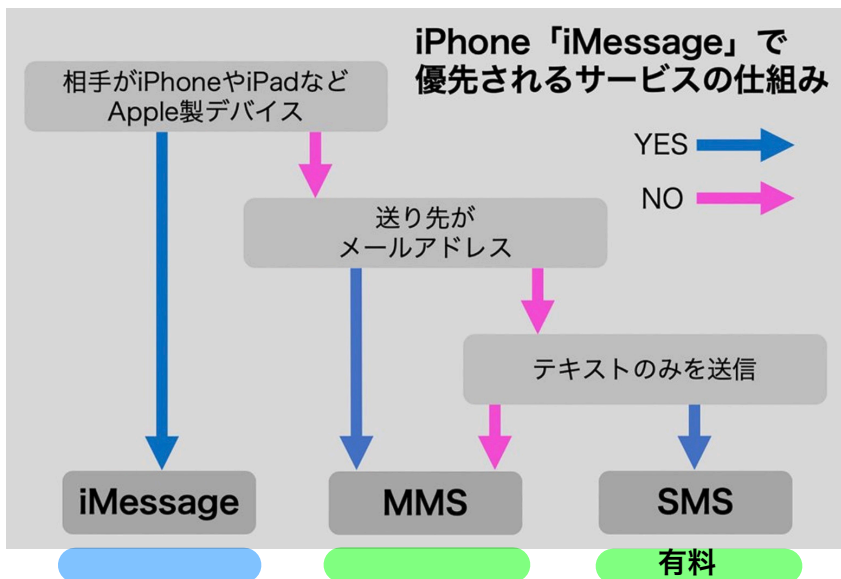 iPhone「iMessage」で
優先されるサービスの仕組み
相手がiPhoneやiPadなど
Apple製デバイス
YES
NO
送り先が
メールアドレス
テキストのみを送信
iMessage
MMS
SMS
有料